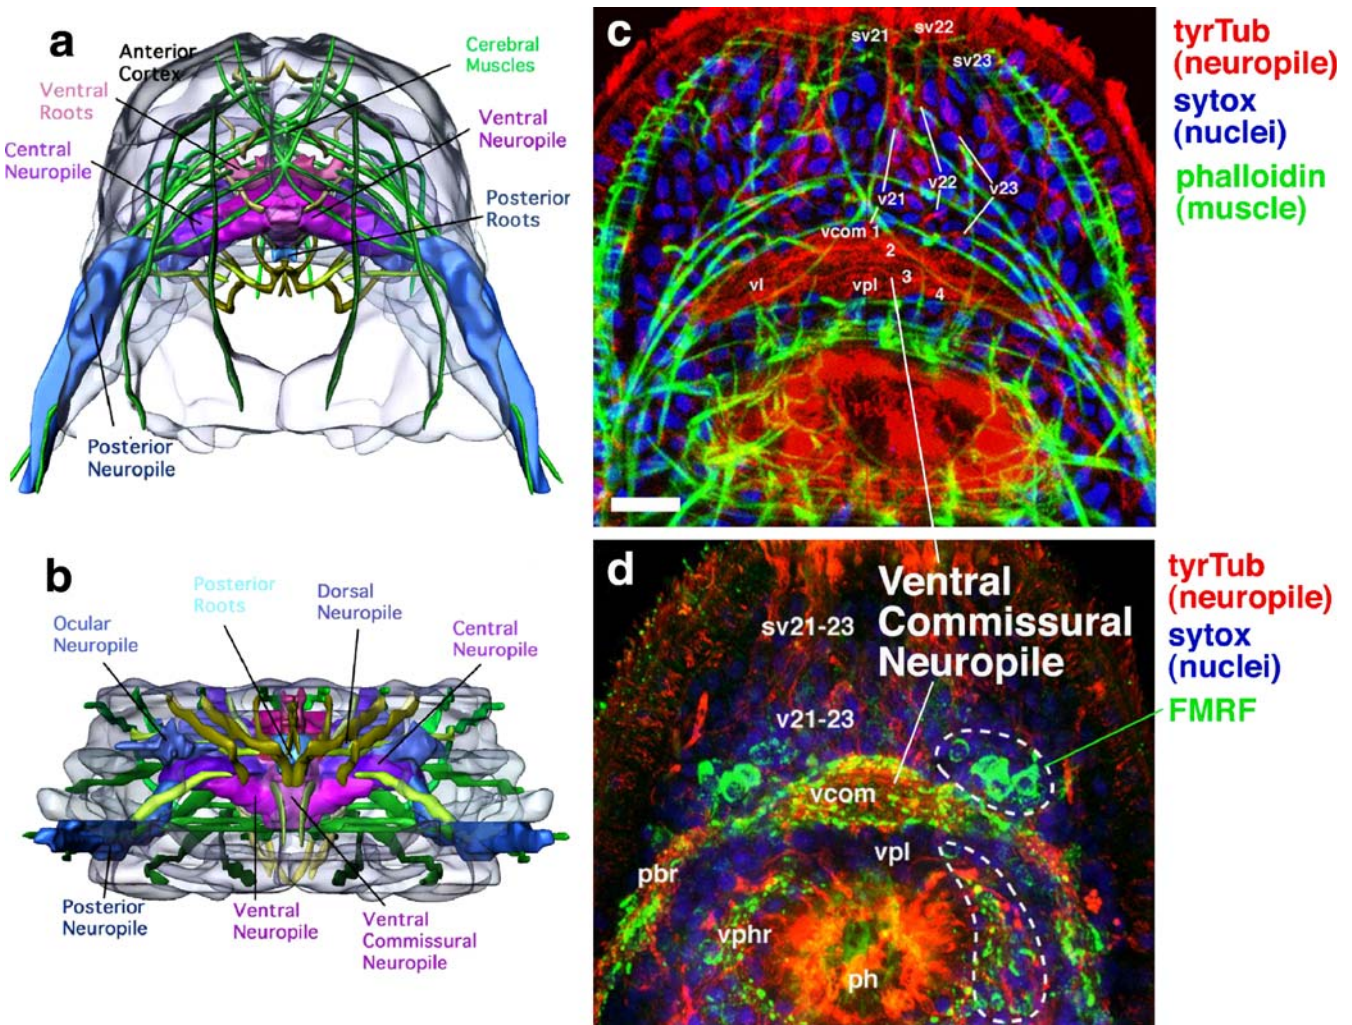 a
Anterior
Cortex
Cerebral
Muscles
Ventral
Roots
Ventral
Neuropile
Central
Neuropile
Posterior
Roots
Posterior
Neuropile
c
sv21
sv22
sv23
v21
v22
v23
vcom 1
2
3
4
vl
vpl
tyrTub
(neuropile)
sytox
(nuclei)
phalloidin
(muscle)
b
Posterior
Roots
Dorsal
Neuropile
Ocular
Neuropile
Central
Neuropile
Posterior
Neuropile
Ventral
Neuropile
Ventral
Commissural
Neuropile
d
Ventral
Commissural
Neuropile
sv21-23
v21-23
vcom
vpl
pbr
vphr
ph
tyrTub
(neuropile)
sytox
(nuclei)
FMRF